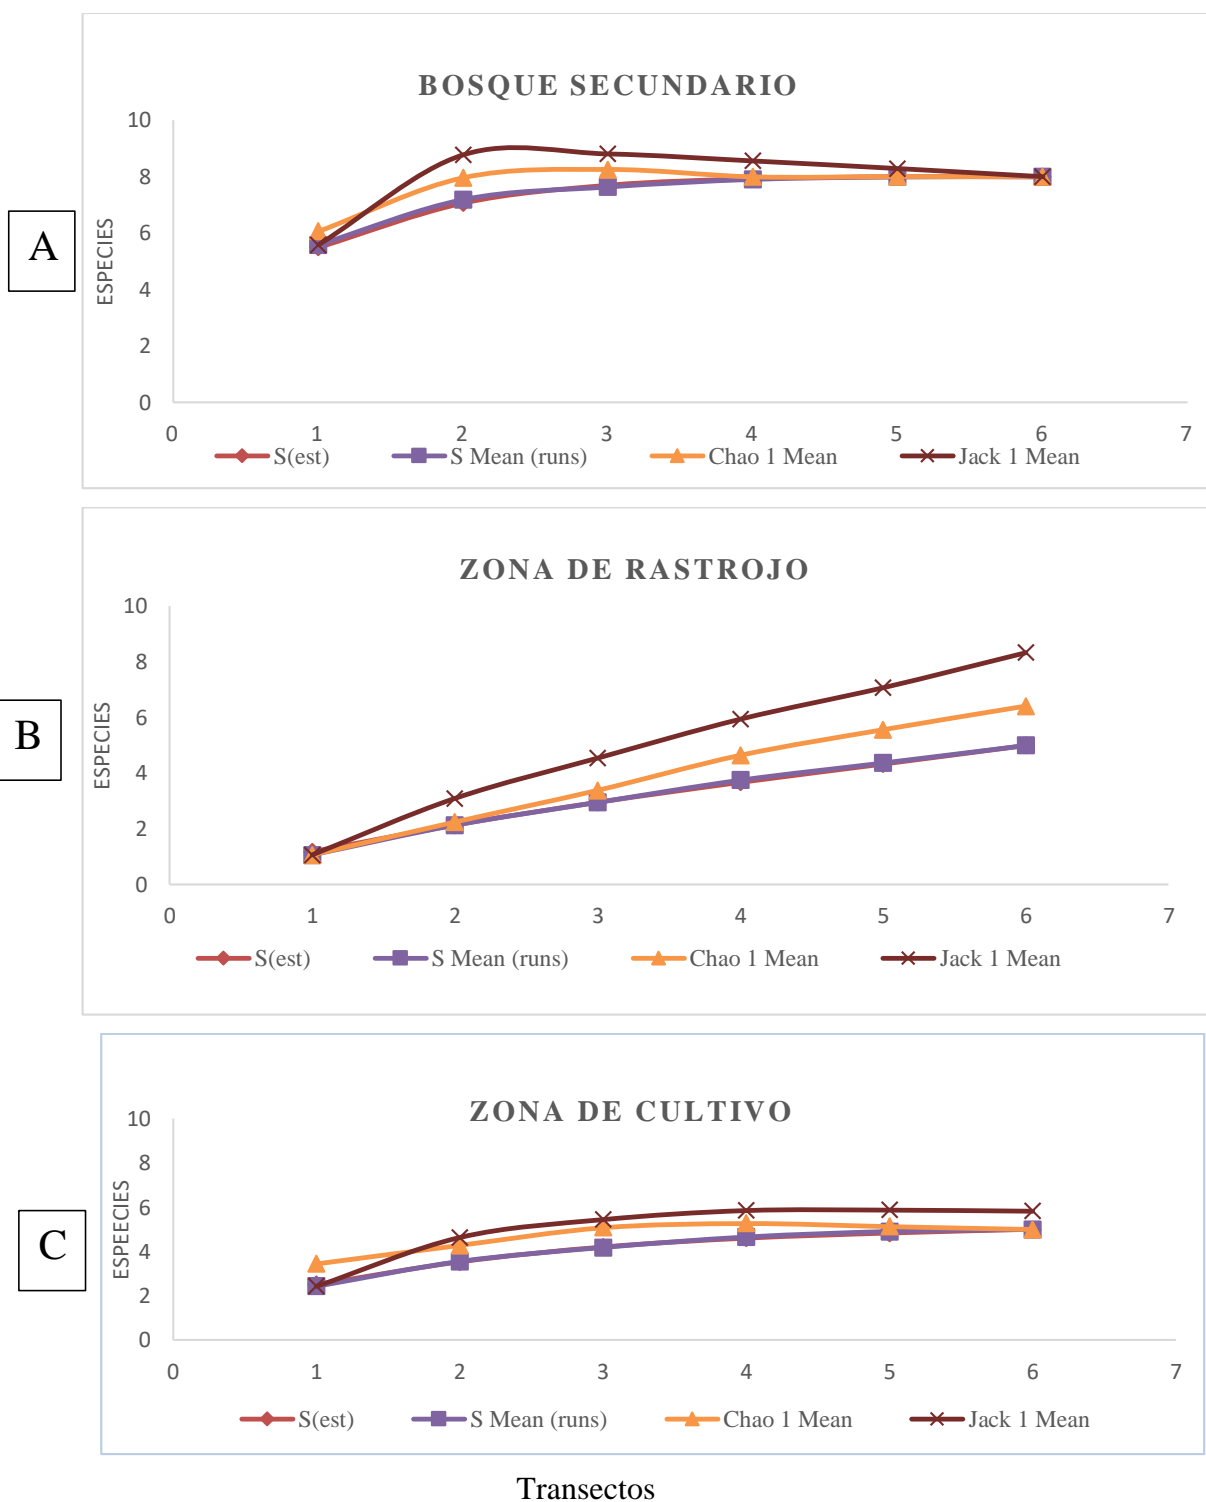 BOSQUE SECUNDARIO
A
ESPECIES
10
8
6
4
2
0
0 1 2 3 4 5 6 7
S(est) S Mean (runs) Chao 1 Mean Jack 1 Mean
ZONA DE RASTROJO
B
ESPECIES
10
8
6
4
2
0
0 1 2 3 4 5 6 7
S(est) S Mean (runs) Chao 1 Mean Jack 1 Mean
ZONA DE CULTIVO
C
ESPEECIES
10
8
6
4
2
0
0 1 2 3 4 5 6 7
S(est) S Mean (runs) Chao 1 Mean Jack 1 Mean
Transectos